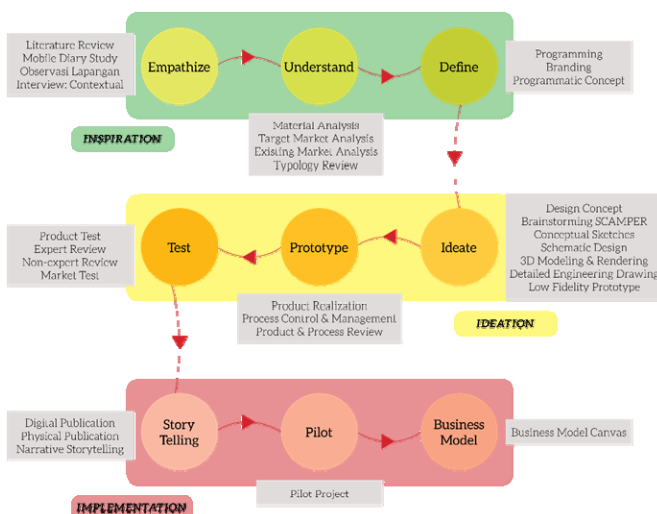 Literature Review
Mobile Diary Study
Observasi Lapangan
Interview: Contextual
Empathize
Understand
Define
Programming
Branding
Programmatic Concept
INSPIRATION
Material Analysis
Target Market Analysis
Existing Market Analysis
Typology Review
Product Test
Expert Review
Non-expert Review
Market Test
Test
Prototype
Ideate
Design Concept
Brainstorming SCAMPER
Conceptual Sketches
Schematic Design
3D Modeling & Rendering
Detailed Engineering Drawing
Low Fidelity Prototype
Product Realization
Process Control & Management
Product & Process Review
IDEATION
Digital Publication
Physical Publication
Narrative Storytelling
Story
Telling
Pilot
Business
Model
Business Model Canvas
IMPLEMENTATION
Pilot Project